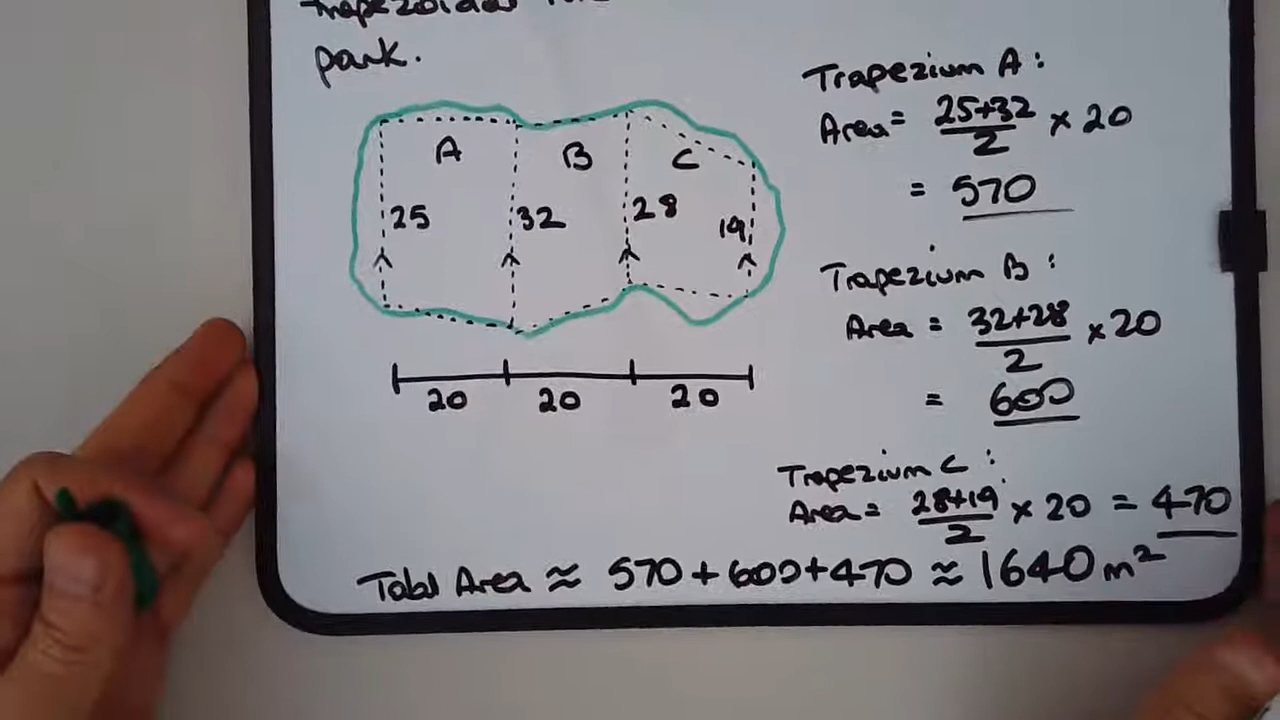 park.
A B C
25 32 28 19
20 20 20
Trapezium A:
Area = 25+32/2 × 20
= 570
Trapezium B:
Area = 32+28/2 × 20
= 600
Trapezium C:
Area = 28+19/2 × 20 = 470
Total Area ≈ 570 + 600 + 470 ≈ 1640 m²